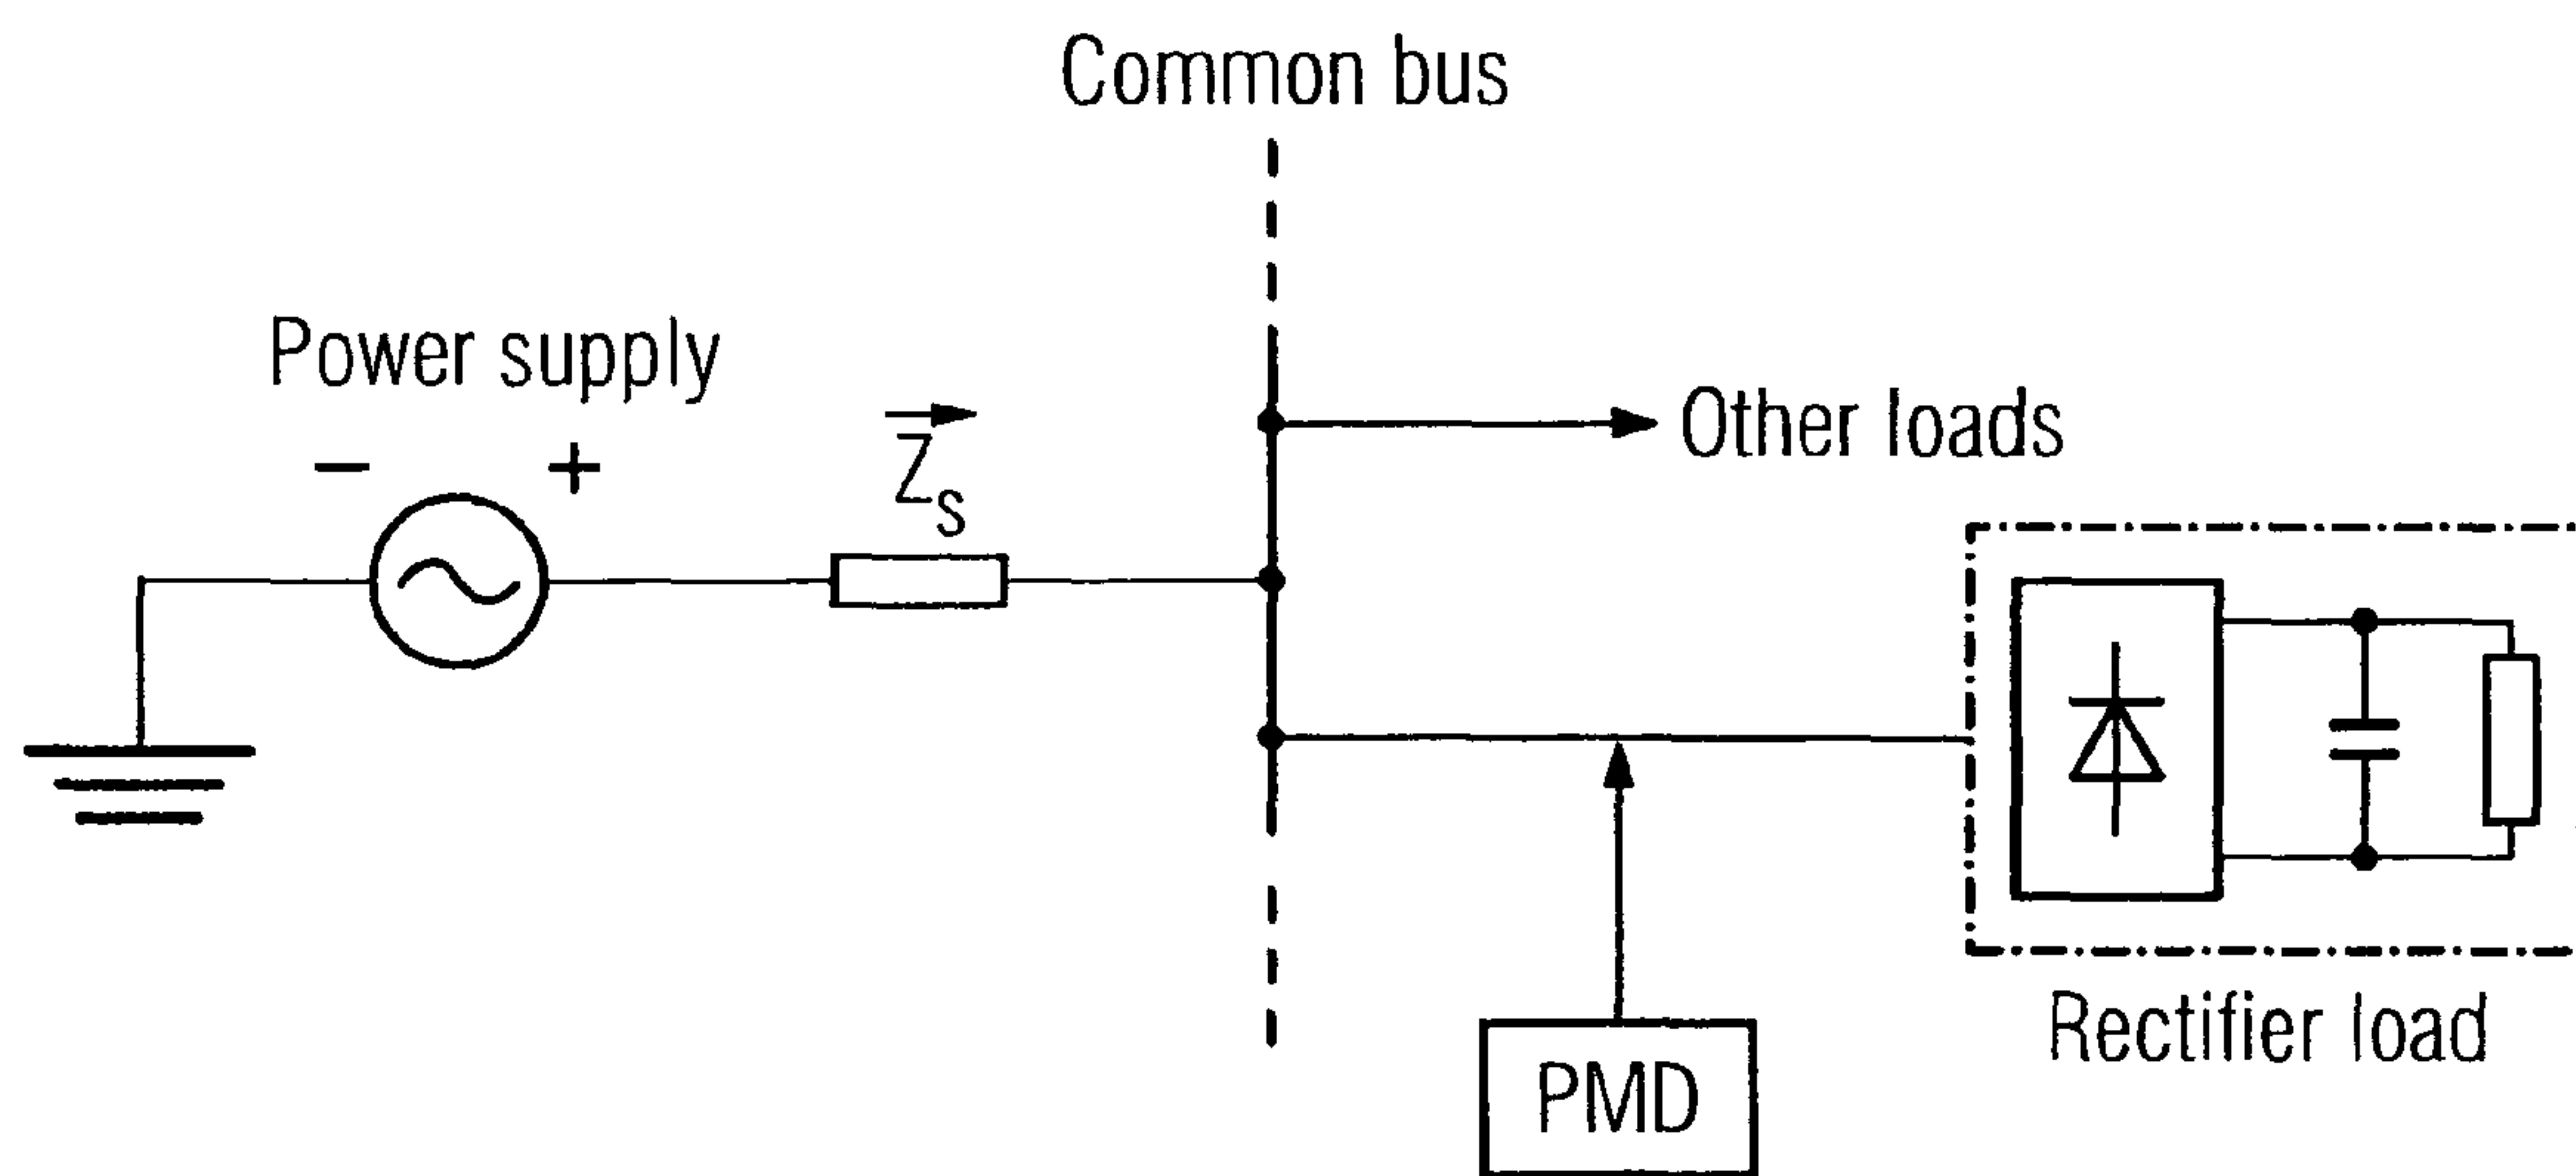 Common bus
Power supply
− +
Z⃗s
Other loads
Rectifier load
PMD